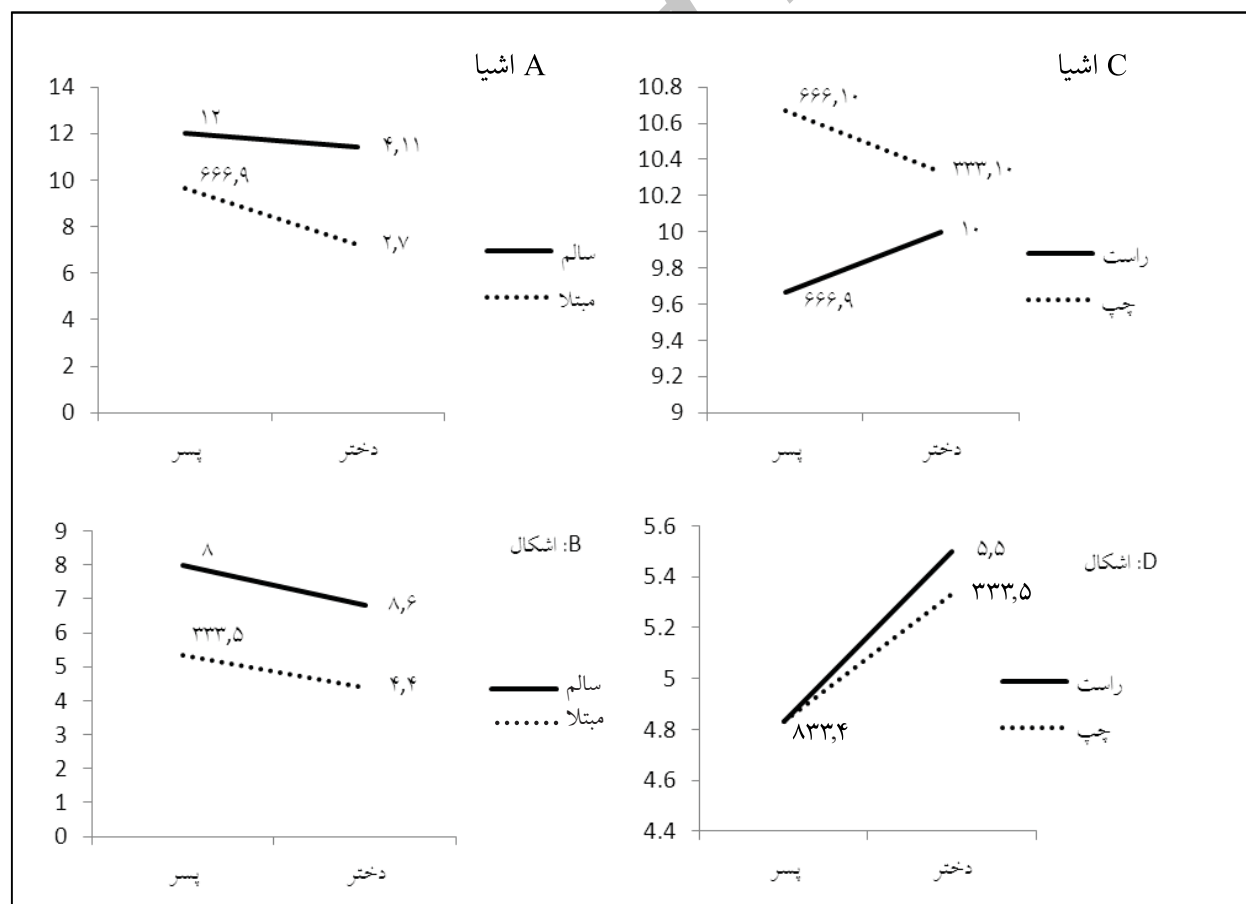 A اشیا
14
12
10
8
6
4
2
0
۱۲
۴,۱۱
۶۶۶,۹
۲,۷
سالم
مبتلا
پسر
دختر
C اشیا
10.8
10.6
10.4
10.2
10
9.8
9.6
9.4
9.2
9
۶۶۶,۱۰
۳۳۳,۱۰
۱۰
۶۶۶,۹
راست
چپ
پسر
دختر
B: اشکال
9
8
7
6
5
4
3
2
1
0
۸
۸,۶
۳۳۳,۵
۴,۴
سالم
مبتلا
پسر
دختر
D: اشکال
5.6
5.4
5.2
5
4.8
4.6
4.4
۵,۵
۳۳۳,۵
۸۳۳,۴
راست
چپ
پسر
دختر